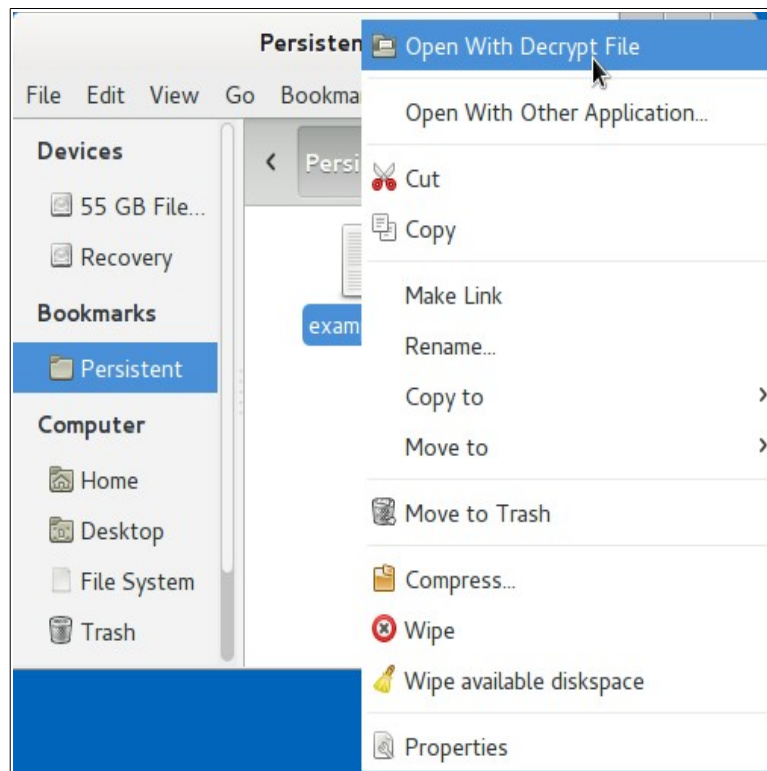 Persisten
File Edit View Go Bookma
Devices
55 GB File...
Recovery
Bookmarks
Persistent
Computer
Home
Desktop
File System
Trash
Persi
exam
Open With Decrypt File
Open With Other Application...
Cut
Copy
Make Link
Rename...
Copy to
Move to
Move to Trash
Compress...
Wipe
Wipe available diskspace
Properties